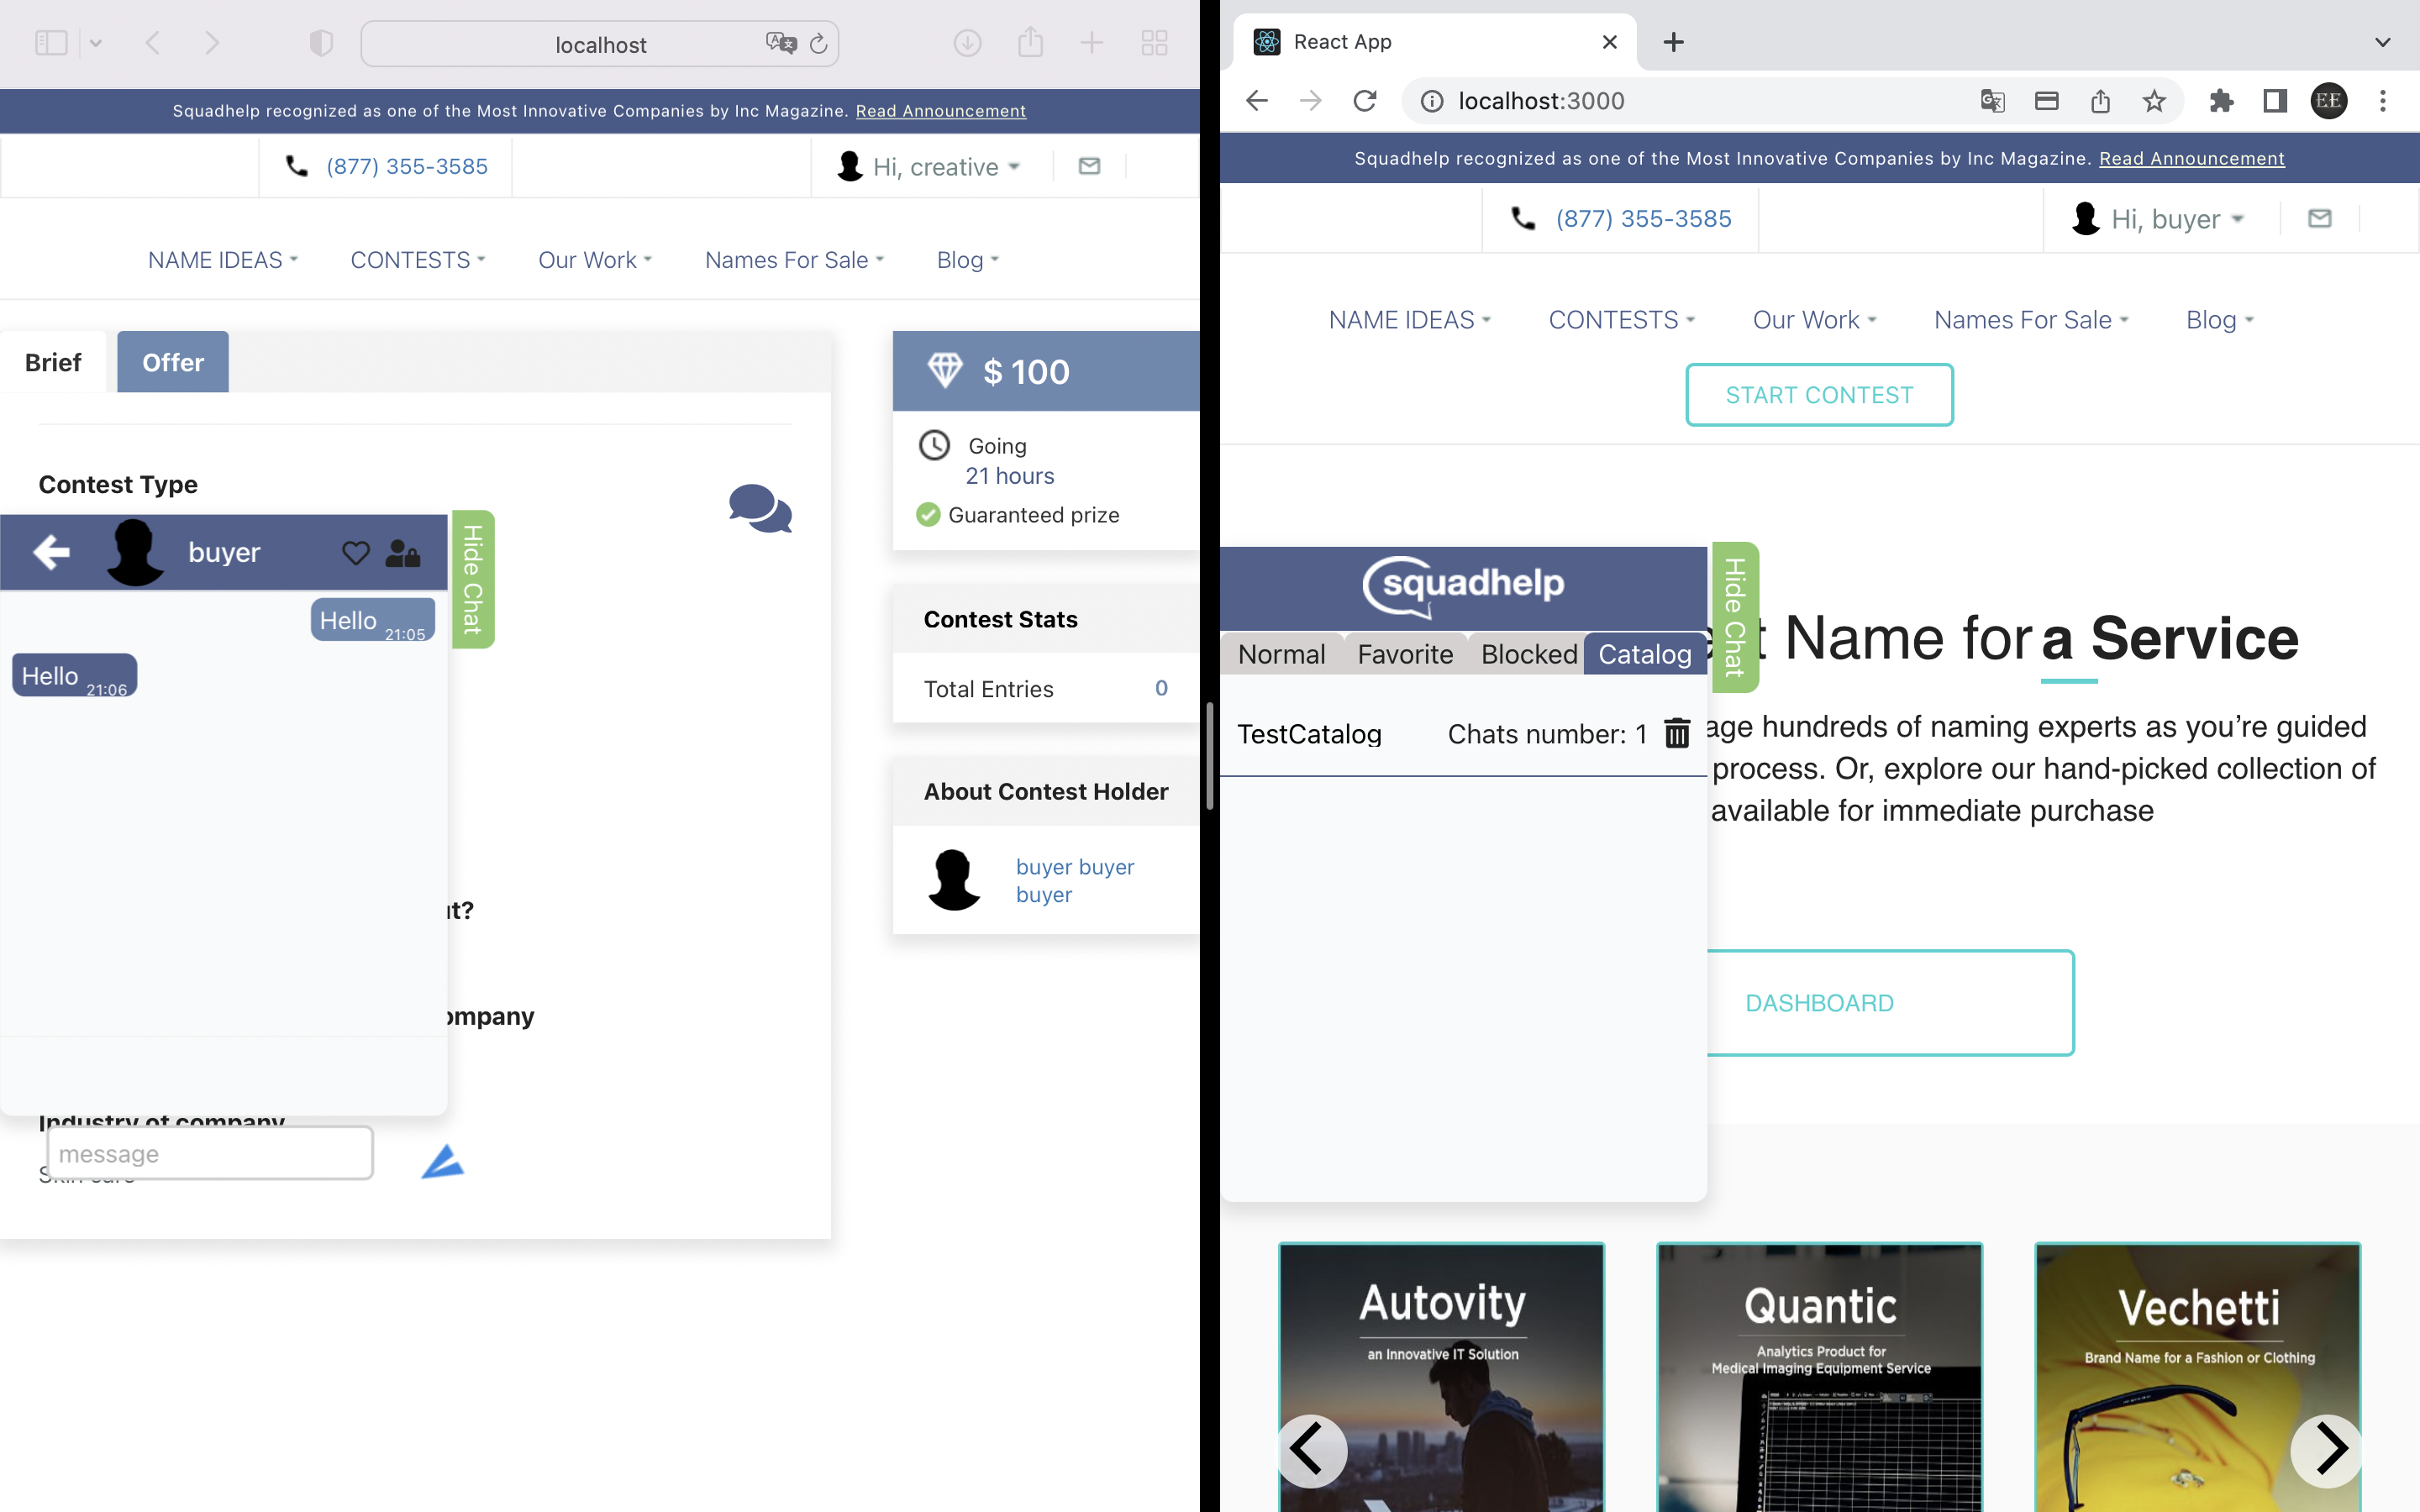 localhost
Squadhelp recognized as one of the Most Innovative Companies by Inc Magazine. Read Announcement
(877) 355-3585
Hi, creative
NAME IDEAS
CONTESTS
Our Work
Names For Sale
Blog
Brief
Offer
Contest Type
buyer
Hide Chat
Hello 21:05
Hello 21:06
Industry of company
message
$ 100
Going
21 hours
Guaranteed prize
Contest Stats
Total Entries 0
About Contest Holder
buyer buyer
buyer
React App
localhost:3000
EE
Squadhelp recognized as one of the Most Innovative Companies by Inc Magazine. Read Announcement
(877) 355-3585
Hi, buyer
NAME IDEAS
CONTESTS
Our Work
Names For Sale
Blog
START CONTEST
squadhelp
Hide Chat
Normal
Favorite
Blocked
Catalog
TestCatalog
Chats number: 1
Name for a Service
hundreds of naming experts as you’re guided
process. Or, explore our hand-picked collection of
available for immediate purchase
DASHBOARD
Autovity
an Innovative IT Solution
Quantic
Analytics Product for
Medical Imaging Equipment Service
Vechetti
Brand Name for a Fashion or Clothing